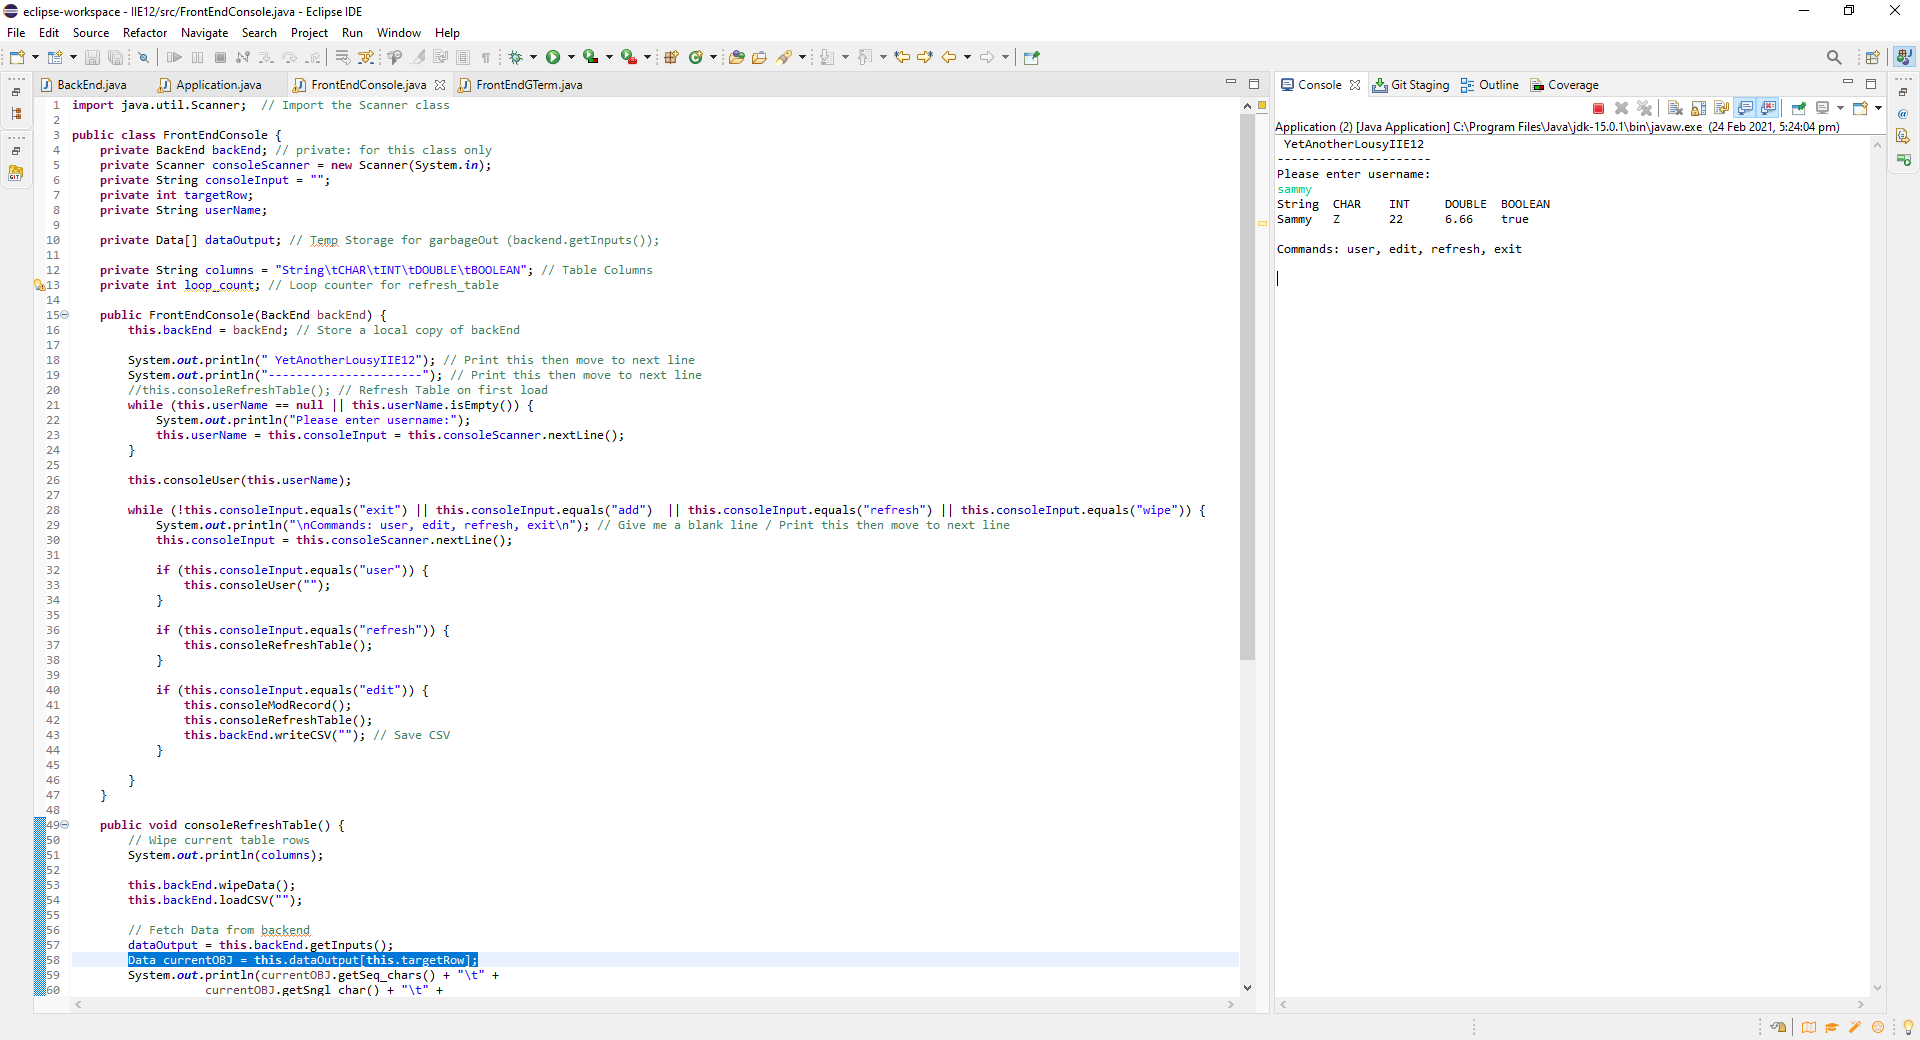 eclipse-workspace - IIE12/src/FrontEndConsole.java - Eclipse IDE
File Edit Source Refactor Navigate Search Project Run Window Help
BackEnd.java Application.java FrontEndConsole.java FrontEndGTerm.java
1 import java.util.Scanner;  // Import the Scanner class
2
3 public class FrontEndConsole {
4     private BackEnd backEnd; // private: for this class only
5     private Scanner consoleScanner = new Scanner(System.in);
6     private String consoleInput = "";
7     private int targetRow;
8     private String userName;
9
10     private Data[] dataOutput; // Temp Storage for garbageOut (backend.getInputs());
11
12     private String columns = "String\tCHAR\tINT\tDOUBLE\tBOOLEAN"; // Table Columns
13     private int loop_count; // Loop counter for refresh_table
14
15     public FrontEndConsole(BackEnd backEnd) {
16         this.backEnd = backEnd; // Store a local copy of backEnd
17
18         System.out.println(" YetAnotherLousyIIE12"); // Print this then move to next line
19         System.out.println("----------------------"); // Print this then move to next line
20         //this.consoleRefreshTable(); // Refresh Table on first load
21         while (this.userName == null || this.userName.isEmpty()) {
22             System.out.println("Please enter username:");
23             this.userName = this.consoleInput = this.consoleScanner.nextLine();
24         }
25
26         this.consoleUser(this.userName);
27
28         while (!this.consoleInput.equals("exit") || this.consoleInput.equals("add")  || this.consoleInput.equals("refresh") || this.consoleInput.equals("wipe")) {
29             System.out.println("\nCommands: user, edit, refresh, exit\n"); // Give me a blank line / Print this then move to next line
30             this.consoleInput = this.consoleScanner.nextLine();
31
32             if (this.consoleInput.equals("user")) {
33                 this.consoleUser("");
34             }
35
36             if (this.consoleInput.equals("refresh")) {
37                 this.consoleRefreshTable();
38             }
39
40             if (this.consoleInput.equals("edit")) {
41                 this.consoleModRecord();
42                 this.consoleRefreshTable();
43                 this.backEnd.writeCSV(""); // Save CSV
44             }
45
46         }
47     }
48
49     public void consoleRefreshTable() {
50         // Wipe current table rows
51         System.out.println(columns);
52
53         this.backEnd.wipeData();
54         this.backEnd.loadCSV("");
55
56         // Fetch Data from backend
57         dataOutput = this.backEnd.getInputs();
58         Data currentOBJ = this.dataOutput[this.targetRow];
59         System.out.println(currentOBJ.getSeq_chars() + "\t" +
60                    currentOBJ.getSngl_char() + "\t" +
Console Git Staging Outline Coverage
Application (2) [Java Application] C:\Program Files\Java\jdk-15.0.1\bin\javaw.exe  (24 Feb 2021, 5:24:04 pm)
 YetAnotherLousyIIE12
----------------------
Please enter username:
sammy
String  CHAR    INT     DOUBLE  BOOLEAN
Sammy   Z       22      6.66    true

Commands: user, edit, refresh, exit